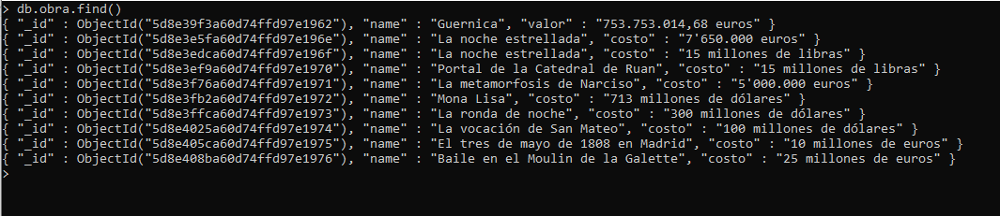 > db.obra.find()
{ "_id" : ObjectId("5d8e39f3a60d74ffd97e1962"), "name" : "Guernica", "valor" : "753.753.014,68 euros" }
{ "_id" : ObjectId("5d8e3e5fa60d74ffd97e196e"), "name" : "La noche estrellada", "costo" : "7'650.000 euros" }
{ "_id" : ObjectId("5d8e3edca60d74ffd97e196f"), "name" : "La noche estrellada", "costo" : "15 millones de libras" }
{ "_id" : ObjectId("5d8e3ef9a60d74ffd97e1970"), "name" : "Portal de la Catedral de Ruan", "costo" : "15 millones de libras" }
{ "_id" : ObjectId("5d8e3f76a60d74ffd97e1971"), "name" : "La metamorfosis de Narciso", "costo" : "5'000.000 euros" }
{ "_id" : ObjectId("5d8e3fb2a60d74ffd97e1972"), "name" : "Mona Lisa", "costo" : "713 millones de dólares" }
{ "_id" : ObjectId("5d8e3ffca60d74ffd97e1973"), "name" : "La ronda de noche", "costo" : "300 millones de dólares" }
{ "_id" : ObjectId("5d8e4025a60d74ffd97e1974"), "name" : "La vocación de San Mateo", "costo" : " 100 millones de dólares" }
{ "_id" : ObjectId("5d8e405ca60d74ffd97e1975"), "name" : "El tres de mayo de 1808 en Madrid", "costo" : "10 millones de euros" }
{ "_id" : ObjectId("5d8e408ba60d74ffd97e1976"), "name" : "Baile en el Moulin de la Galette", "costo" : "25 millones de euros" }
>